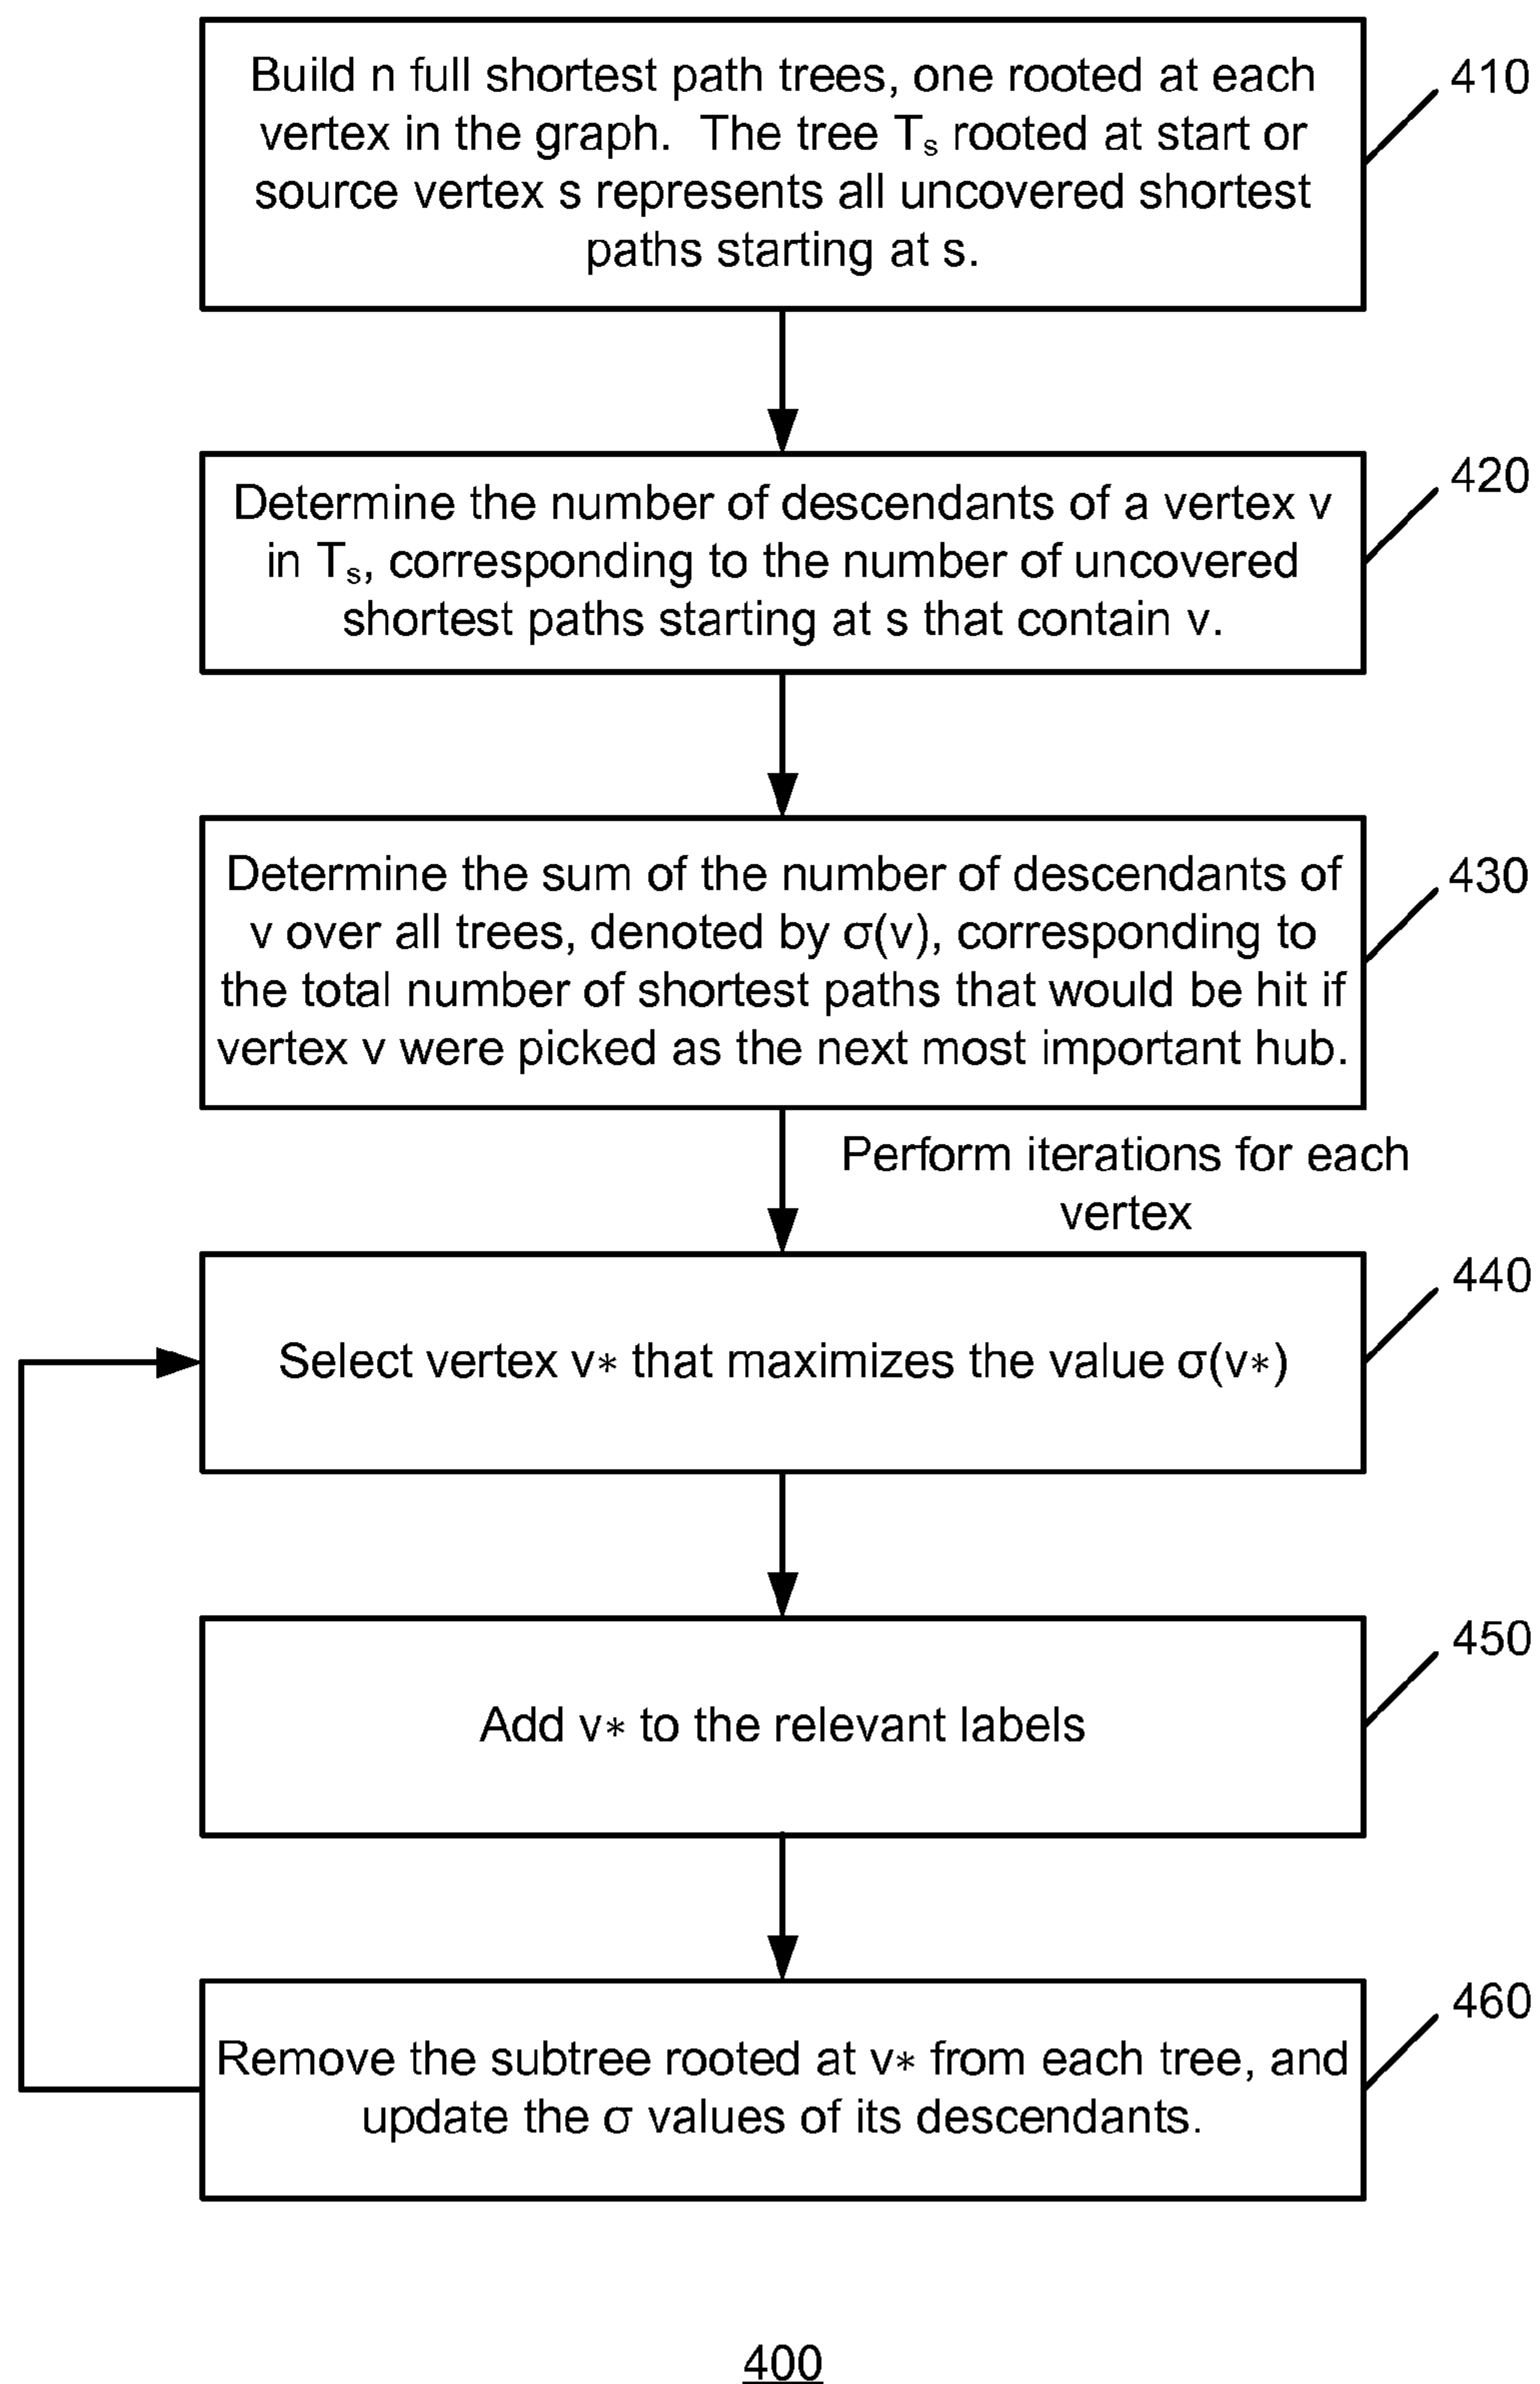 Build n full shortest path trees, one rooted at each
vertex in the graph.  The tree Ts rooted at start or
source vertex s represents all uncovered shortest
paths starting at s.
410
Determine the number of descendants of a vertex v
in Ts, corresponding to the number of uncovered
shortest paths starting at s that contain v.
420
Determine the sum of the number of descendants of
v over all trees, denoted by σ(v), corresponding to
the total number of shortest paths that would be hit if
vertex v were picked as the next most important hub.
430
Perform iterations for each
vertex
Select vertex v* that maximizes the value σ(v*)
440
Add v* to the relevant labels
450
Remove the subtree rooted at v* from each tree, and
update the σ values of its descendants.
460
400